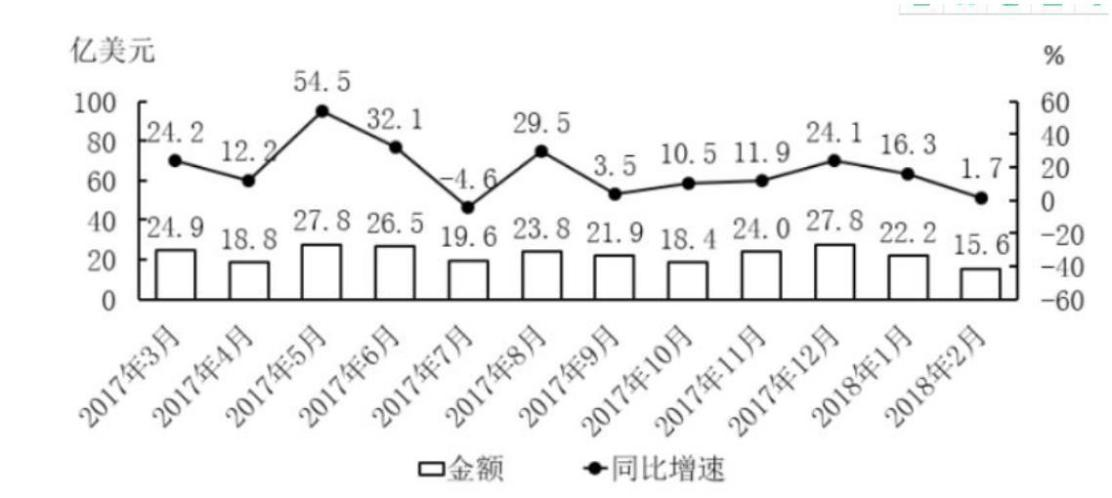 亿美元 %
54.5
100 60
24.2 12.2 32.1 29.5 24.1
80 40
-4.6 3.5 10.5 11.9 16.3 1.7
60 20
0
40 -20
24.9 18.8 27.8 26.5 19.6 23.8 21.9 18.4 24.0 27.8 22.2 15.6
20 -40
0 -60
2017年3月
2017年4月
2017年5月
2017年6月
2017年7月
2017年8月
2017年9月
2017年10月
2017年11月
2017年12月
2018年1月
2018年2月
金额 同比增速